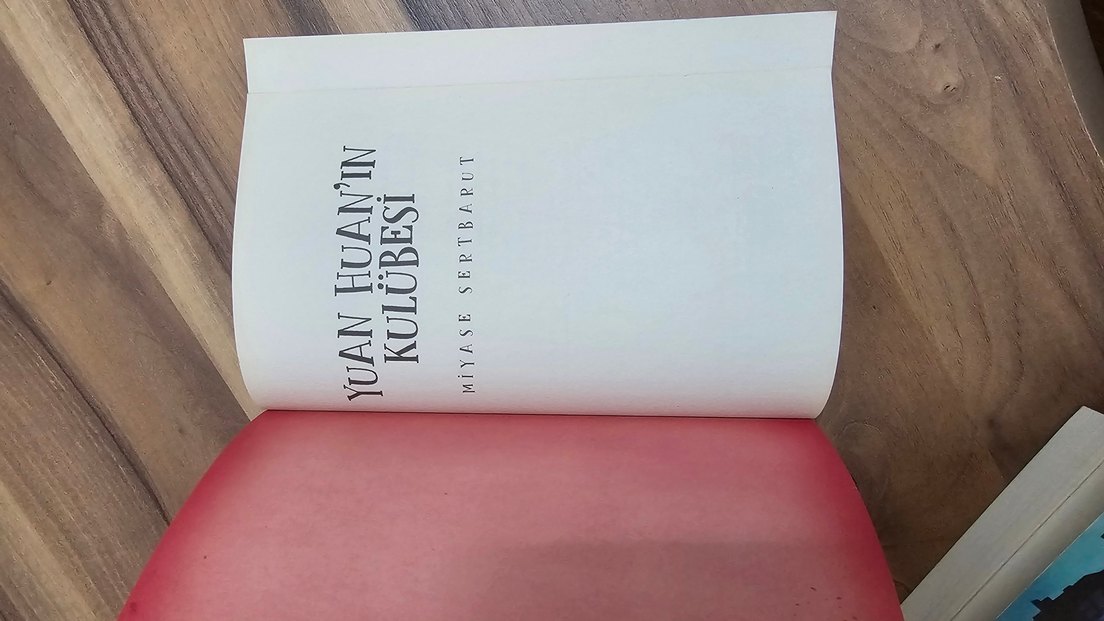 YUAN HUAN'IN
KULÜBESİ
MİYASE SERTBARUT